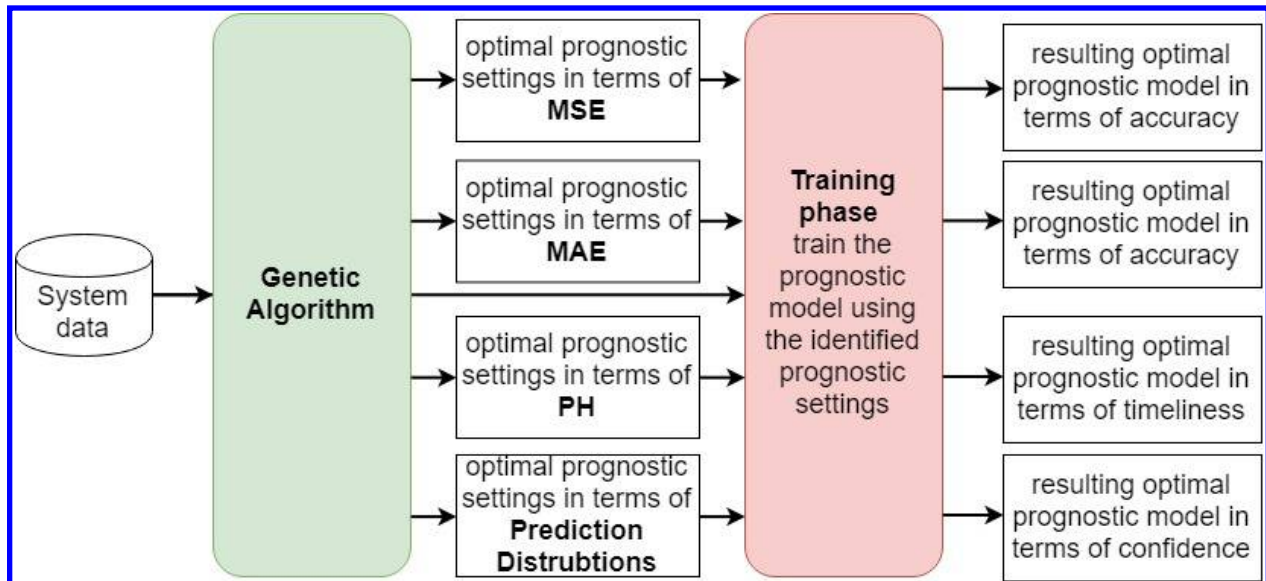 System
data
Genetic
Algorithm
optimal prognostic
settings in terms of
MSE
optimal prognostic
settings in terms of
MAE
optimal prognostic
settings in terms of
PH
optimal prognostic
settings in terms of
Prediction
Distrubtions
Training
phase
train the
prognostic
model using
the identified
prognostic
settings
resulting optimal
prognostic model in
terms of accuracy
resulting optimal
prognostic model in
terms of accuracy
resulting optimal
prognostic model in
terms of timeliness
resulting optimal
prognostic model in
terms of confidence